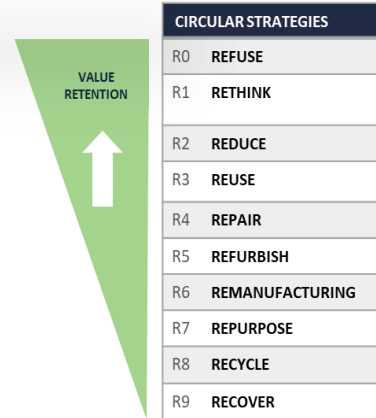 CIRCULAR STRATEGIES
VALUE
RETENTION
R0 REFUSE
R1 RETHINK
R2 REDUCE
R3 REUSE
R4 REPAIR
R5 REFURBISH
R6 REMANUFACTURING
R7 REPURPOSE
R8 RECYCLE
R9 RECOVER